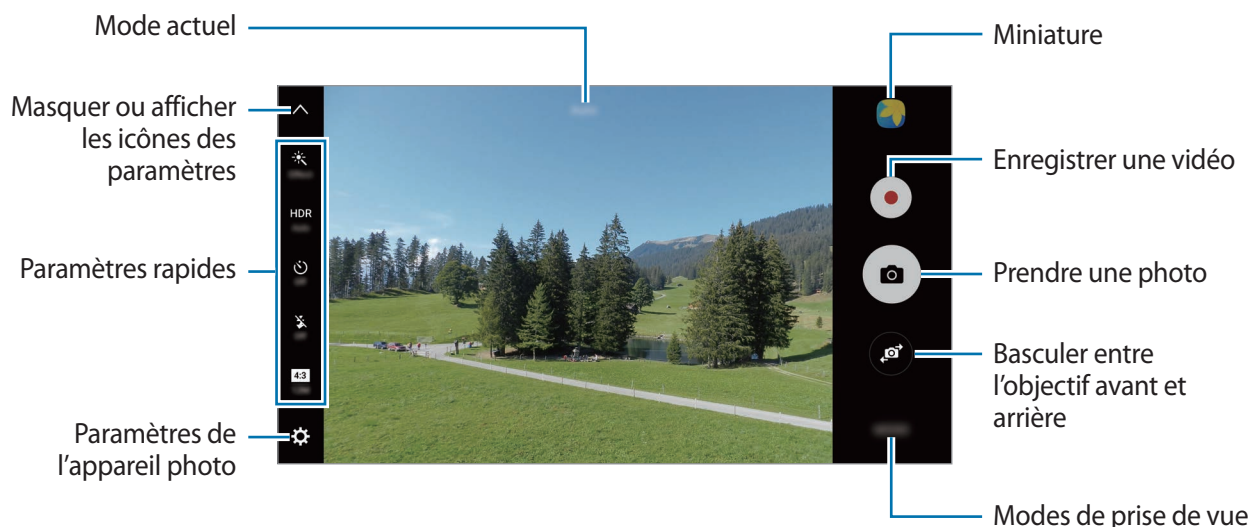 Mode actuel
Masquer ou afficher
les icônes des
paramètres
Paramètres rapides
Paramètres de
l'appareil photo
HDR
4:3
Miniature
Enregistrer une vidéo
Prendre une photo
Basculer entre
l'objectif avant et
arrière
Modes de prise de vue